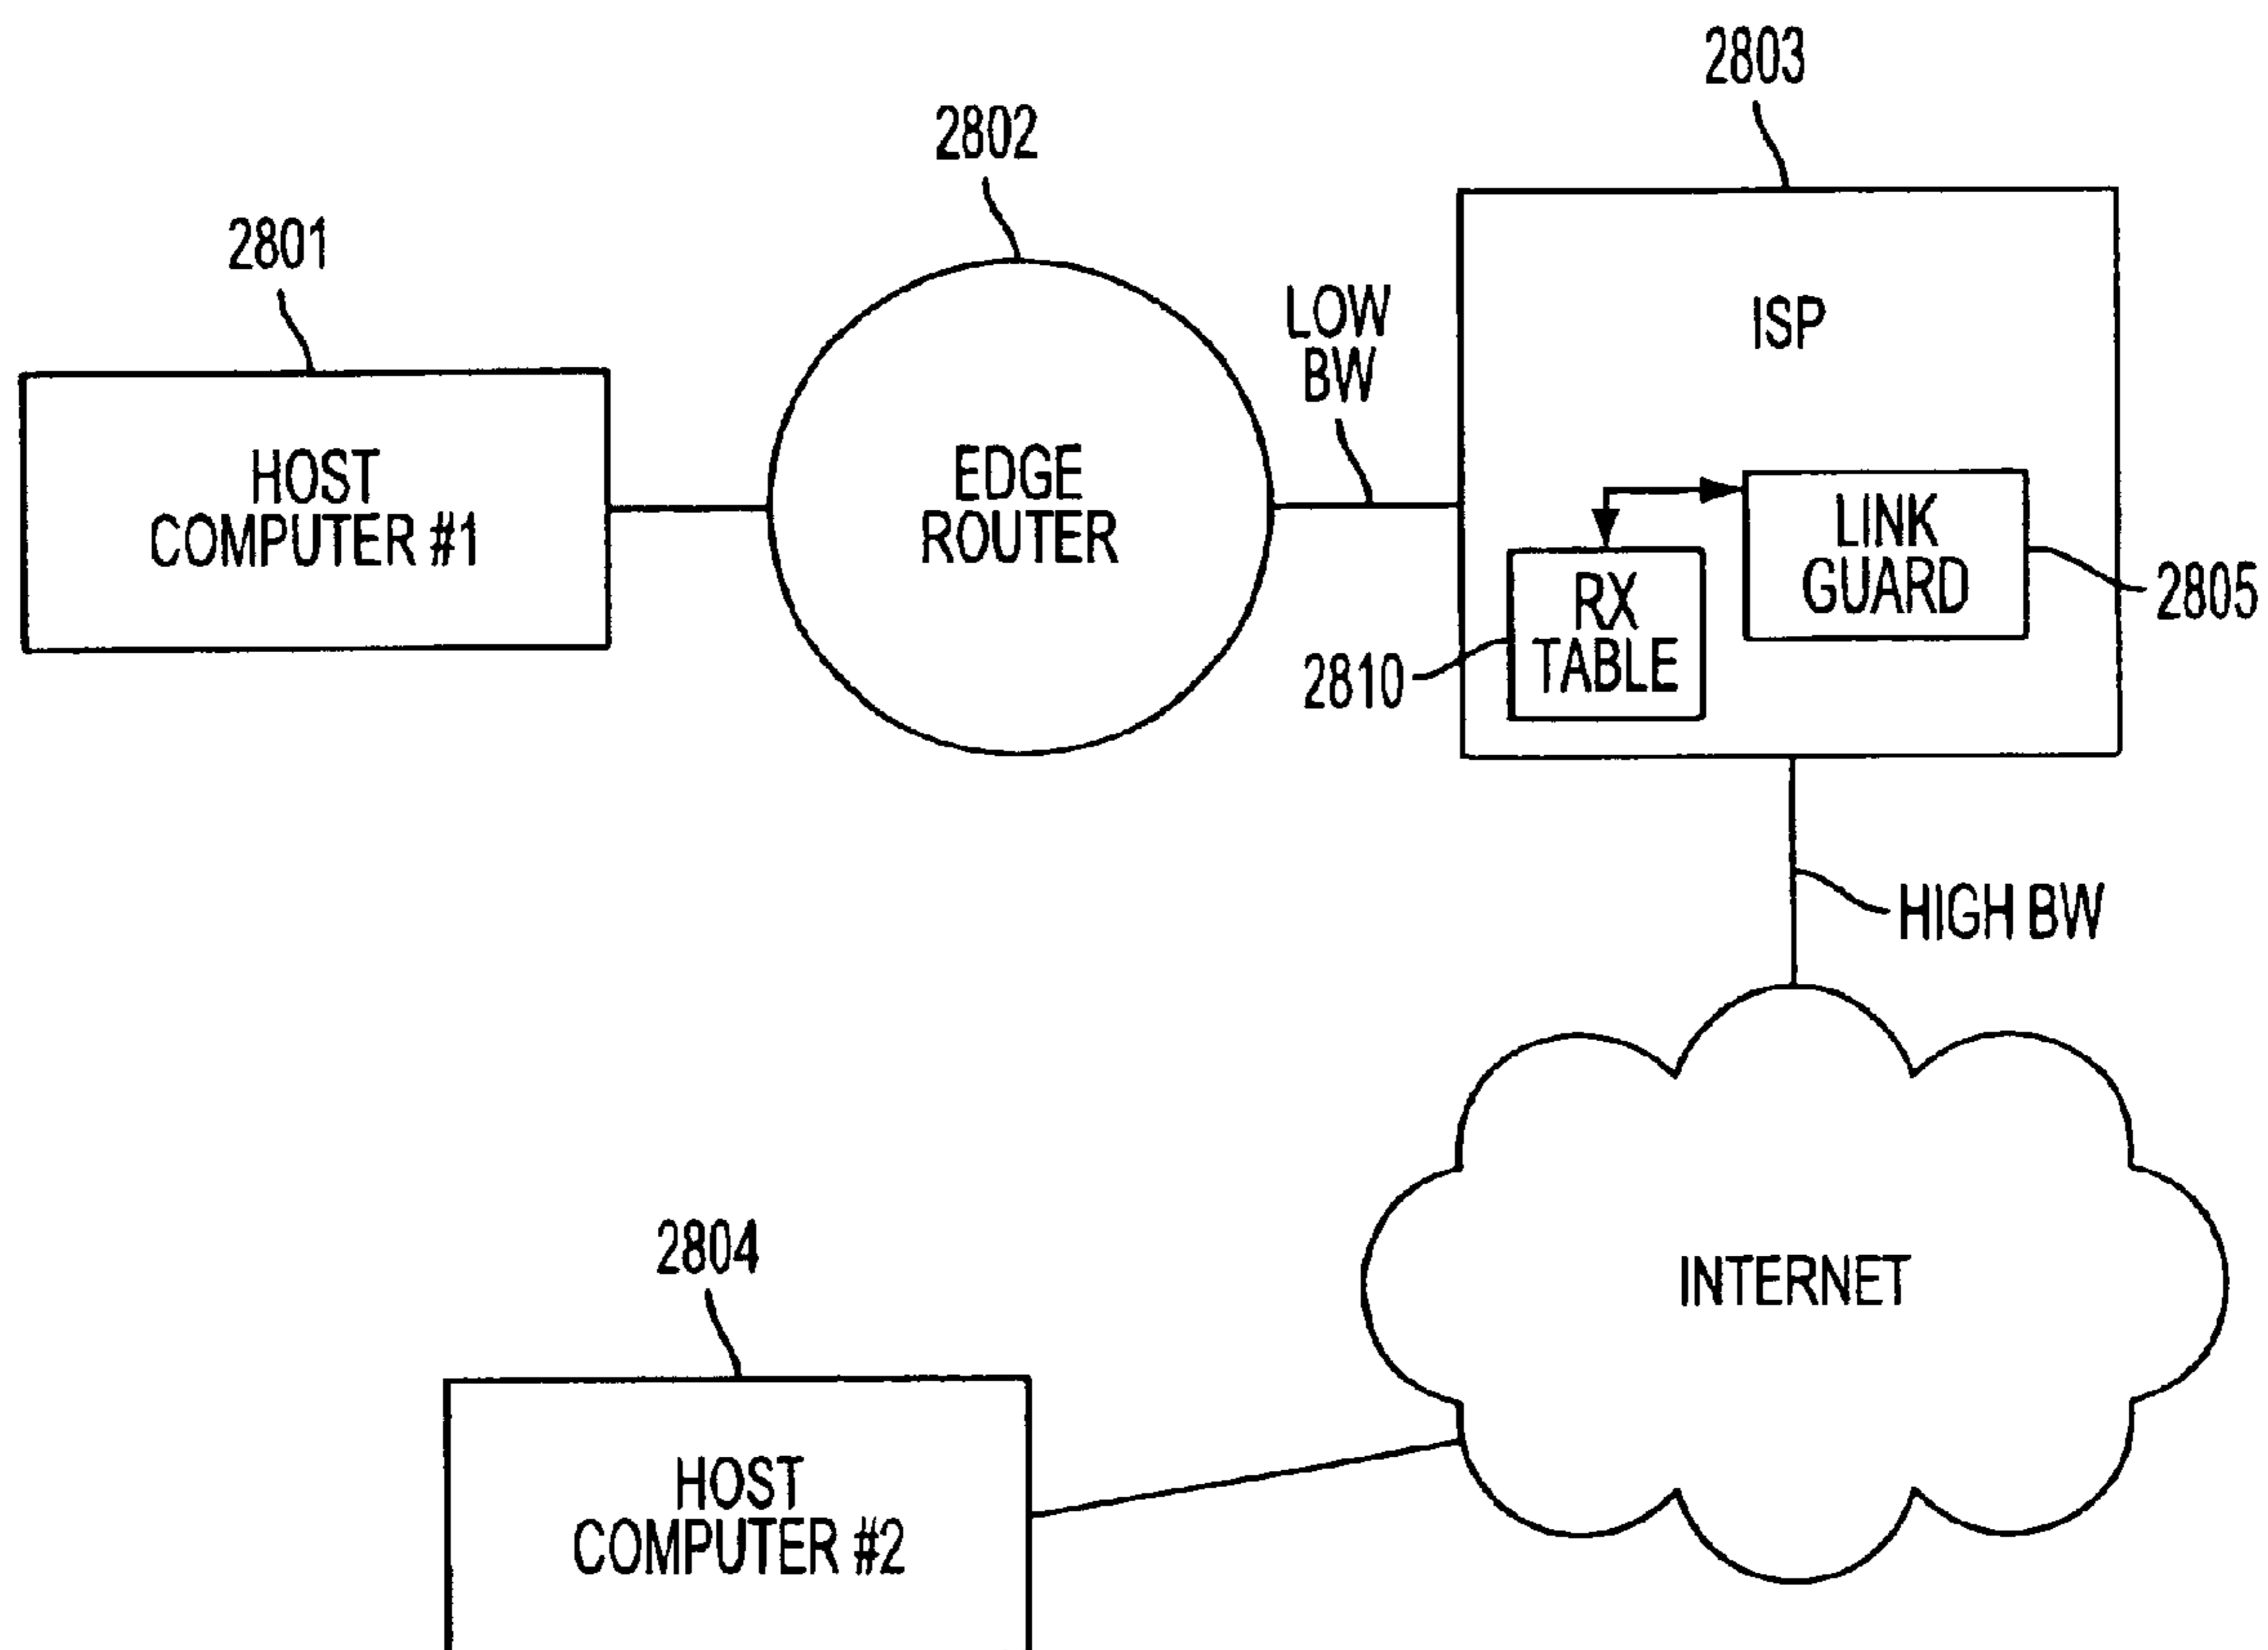 2803
2802
2801
LOW
BW
ISP
HOST
COMPUTER #1
EDGE
ROUTER
LINK
GUARD
2805
RX
TABLE
2810
HIGH BW
2804
INTERNET
HOST
COMPUTER #2